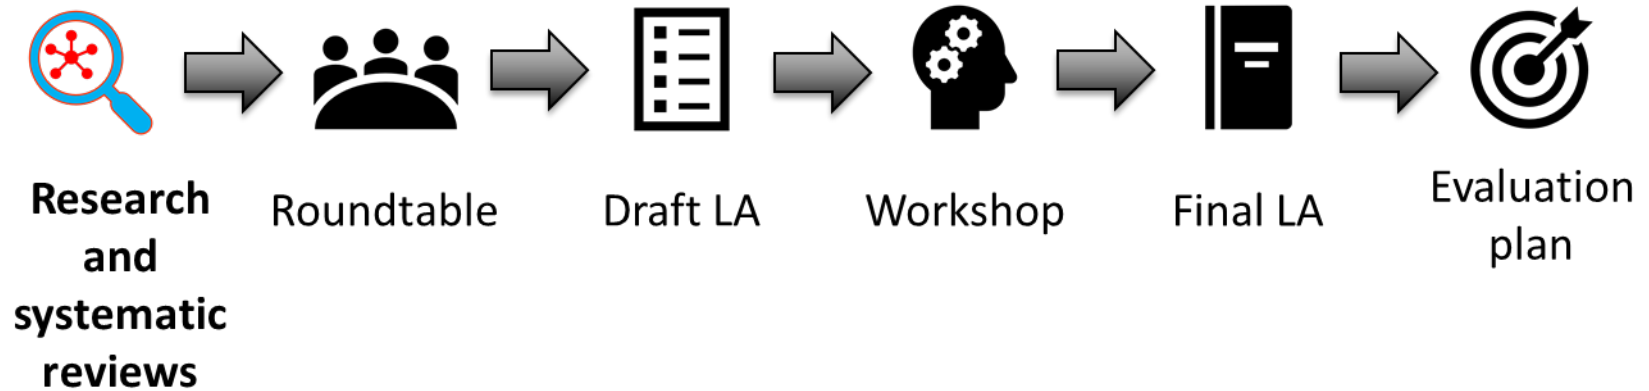 Research
and
systematic
reviews
Roundtable
Draft LA
Workshop
Final LA
Evaluation
plan